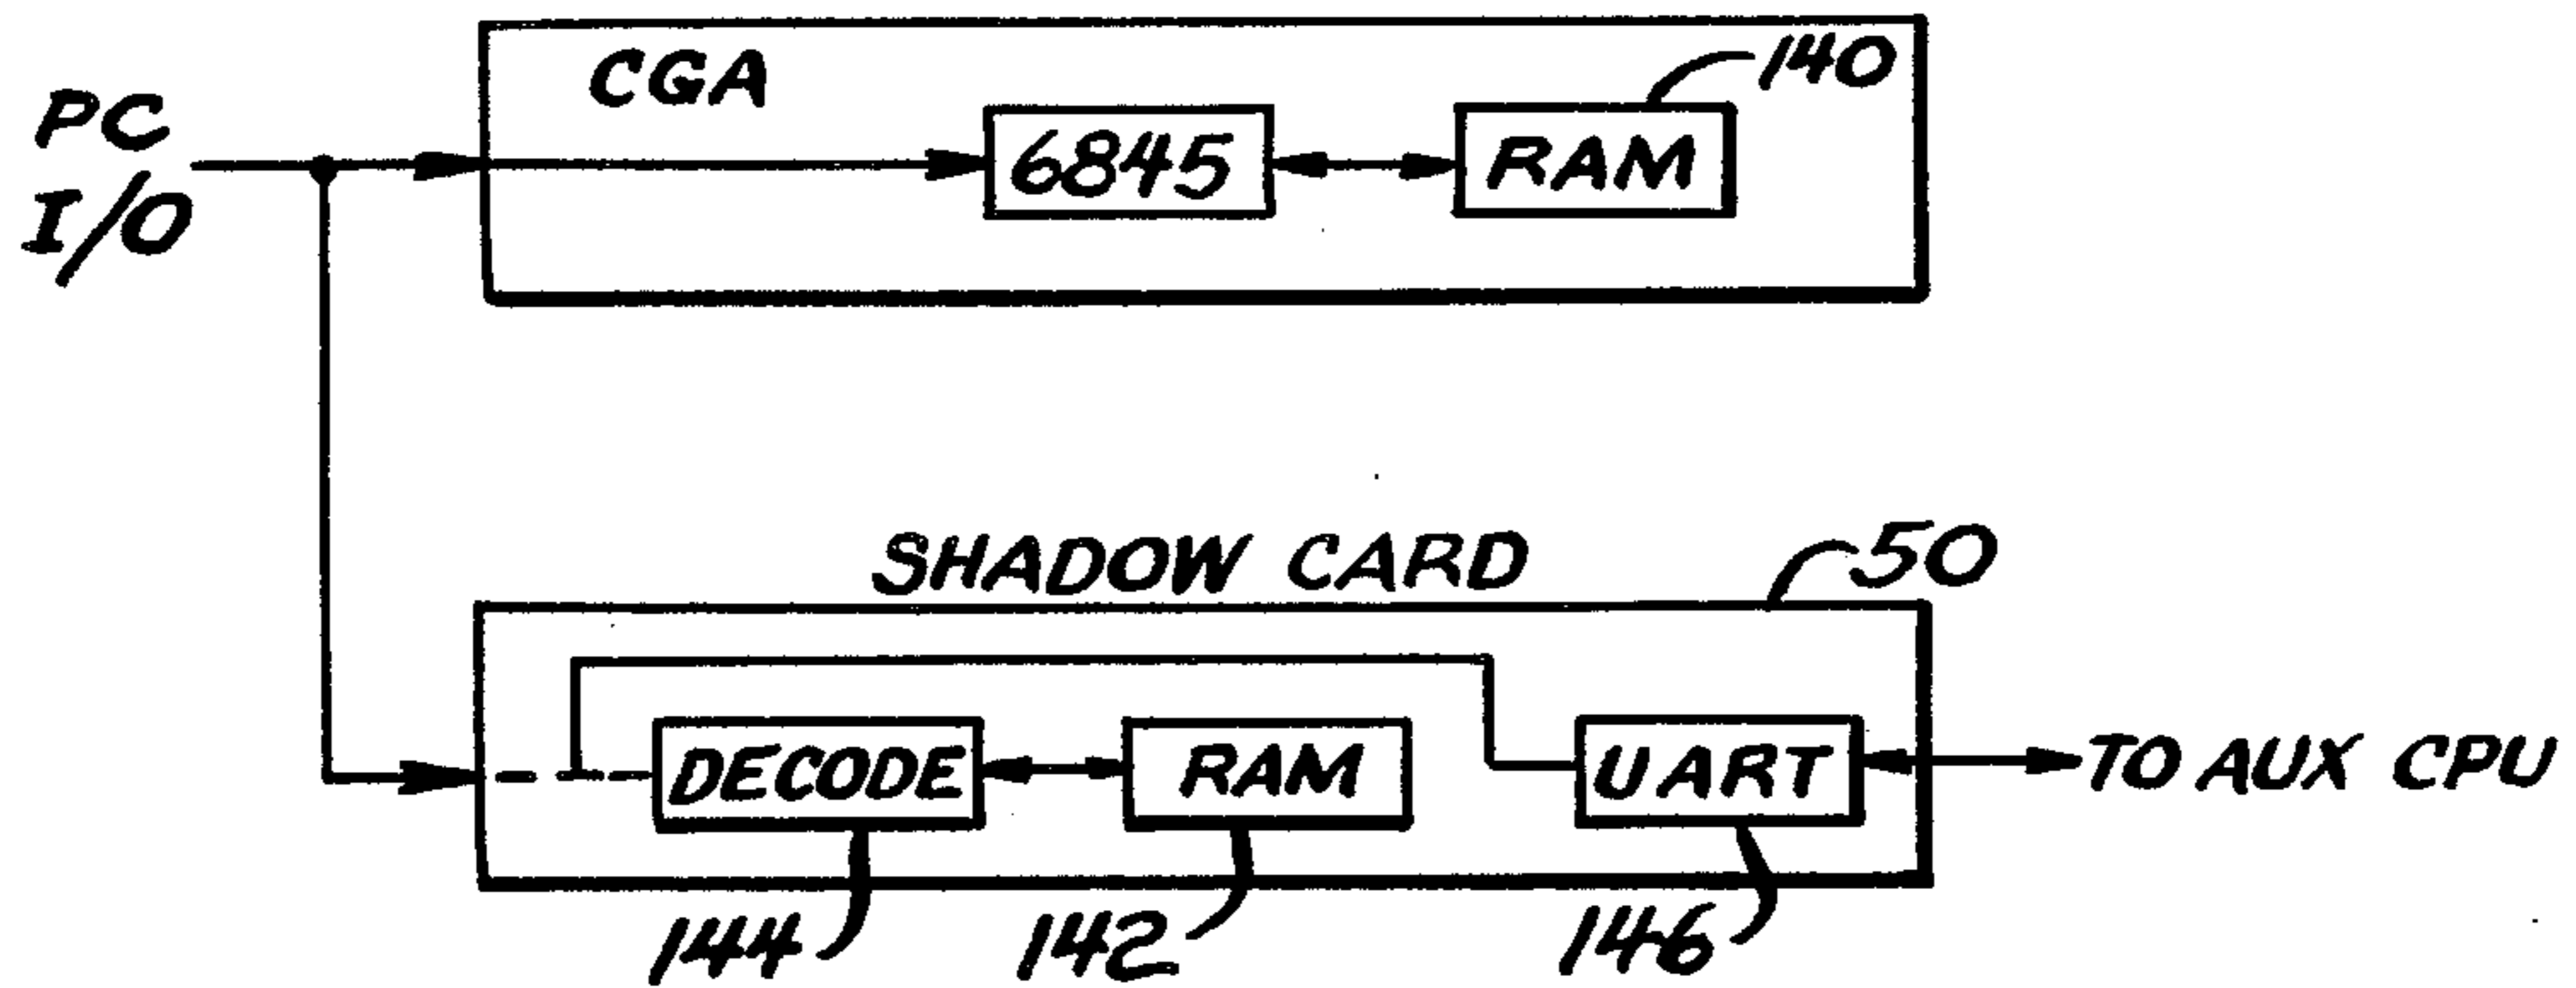 CGA
140
PC
I/O
6845
RAM
SHADOW CARD
50
DECODE
RAM
UART
TO AUX CPU
144
142
146